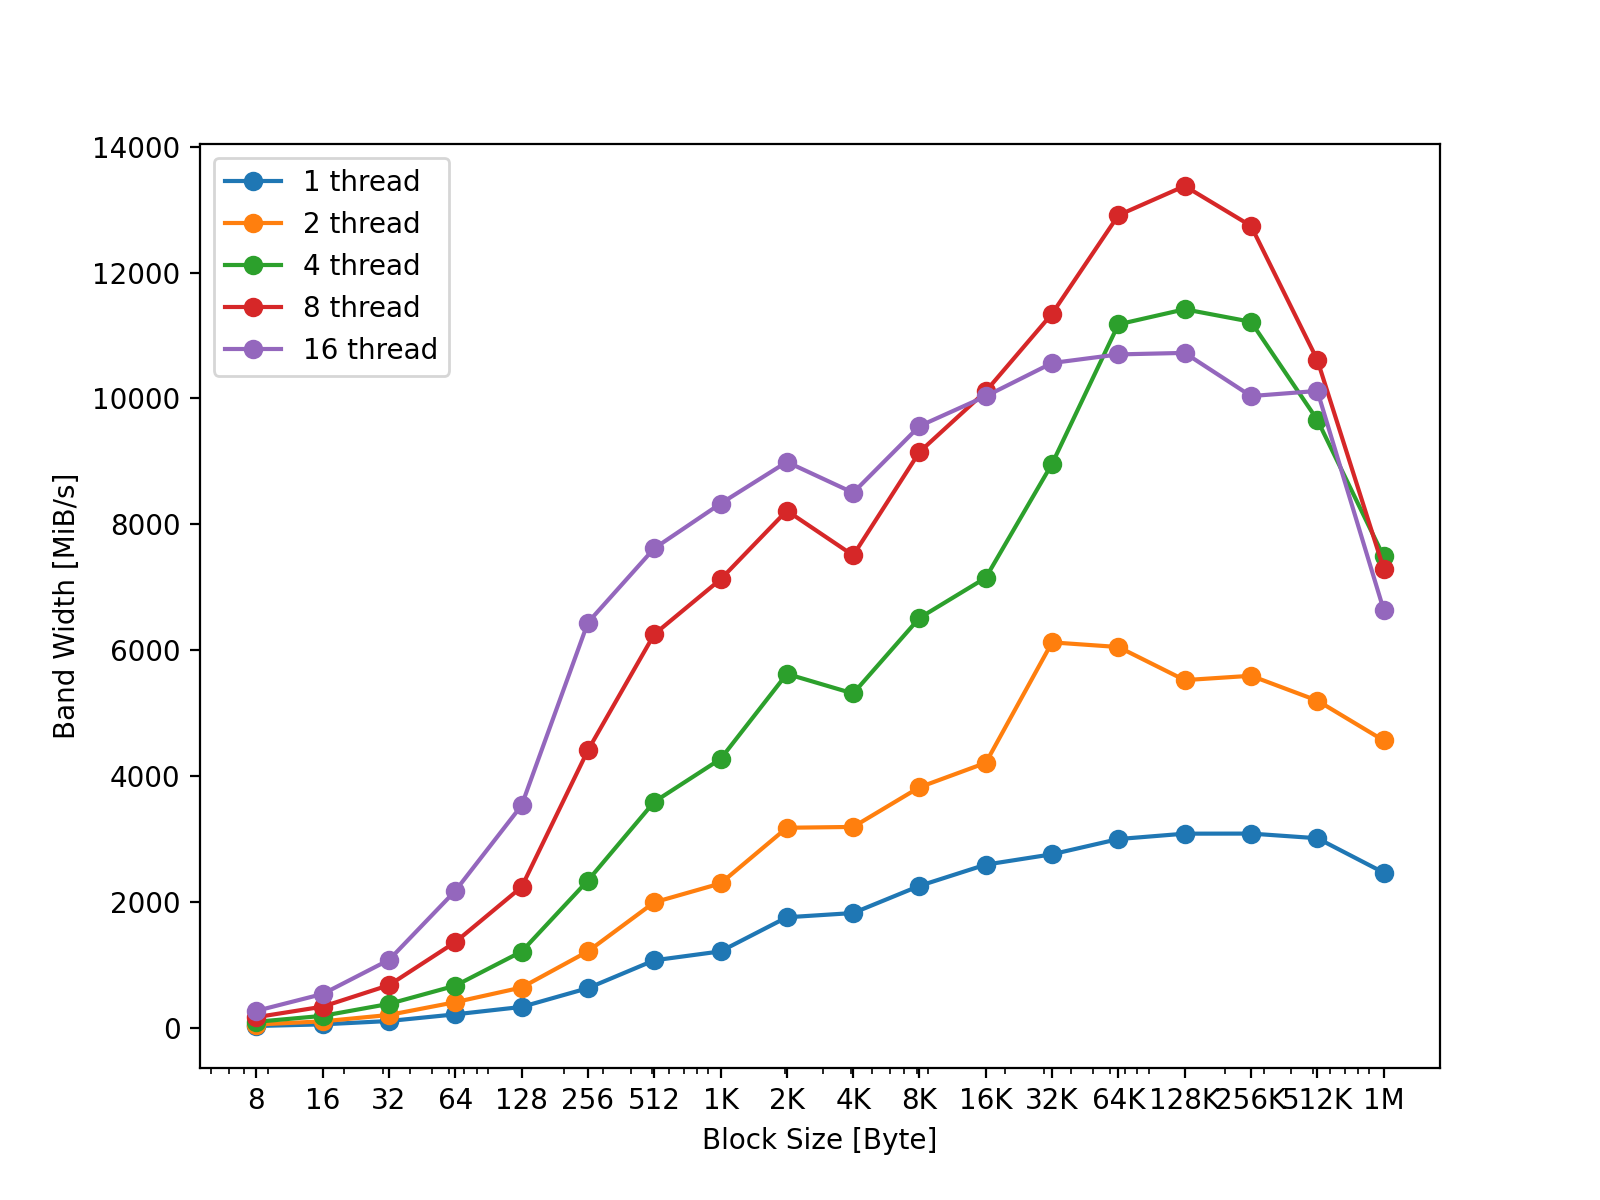 14000
12000
10000
8000
6000
4000
2000
0
Band Width [MiB/s]
1 thread
2 thread
4 thread
8 thread
16 thread
8 16 32 64 128 256 512 1K 2K 4K 8K 16K 32K 64K 128K 256K 512K 1M
Block Size [Byte]